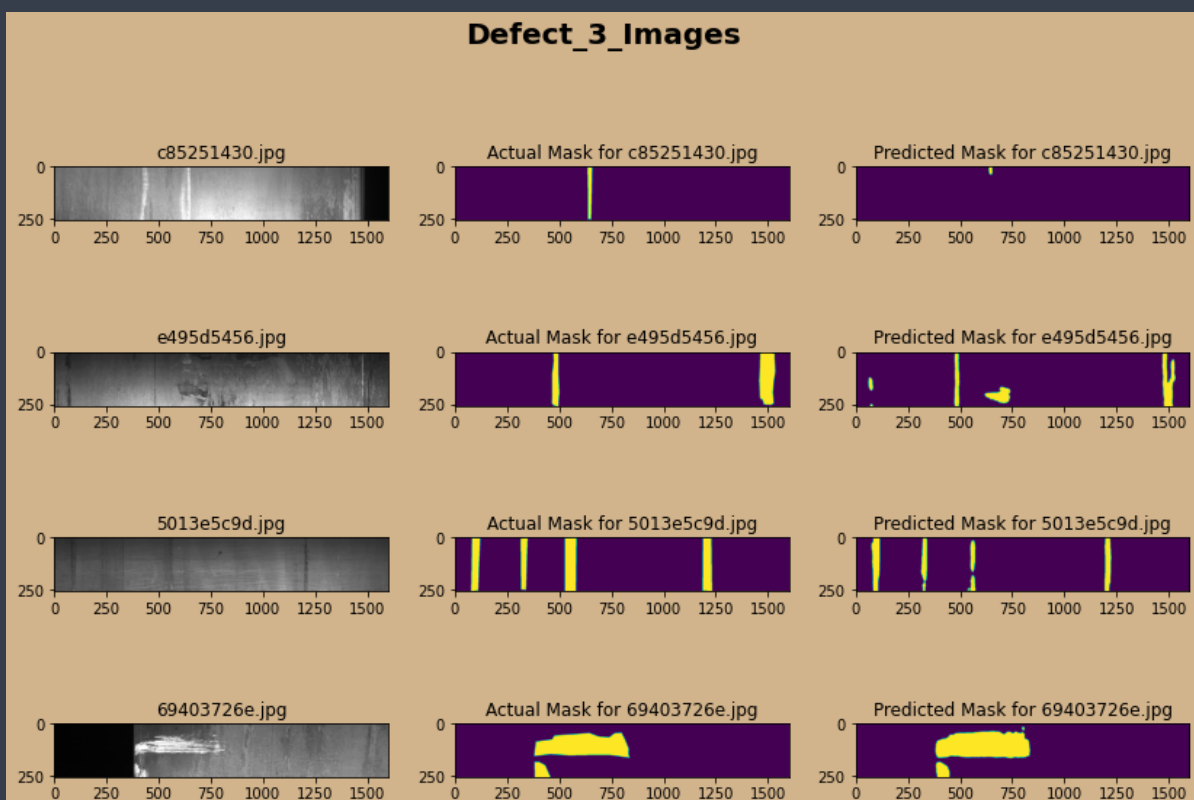 Defect_3_Images
c85251430.jpg Actual Mask for c85251430.jpg Predicted Mask for c85251430.jpg
0 0 0
250 250 250
0 250 500 750 1000 1250 1500 0 250 500 750 1000 1250 1500 0 250 500 750 1000 1250 1500
e495d5456.jpg Actual Mask for e495d5456.jpg Predicted Mask for e495d5456.jpg
0 0 0
250 250 250
0 250 500 750 1000 1250 1500 0 250 500 750 1000 1250 1500 0 250 500 750 1000 1250 1500
5013e5c9d.jpg Actual Mask for 5013e5c9d.jpg Predicted Mask for 5013e5c9d.jpg
0 0 0
250 250 250
0 250 500 750 1000 1250 1500 0 250 500 750 1000 1250 1500 0 250 500 750 1000 1250 1500
69403726e.jpg Actual Mask for 69403726e.jpg Predicted Mask for 69403726e.jpg
0 0 0
250 250 250
0 250 500 750 1000 1250 1500 0 250 500 750 1000 1250 1500 0 250 500 750 1000 1250 1500